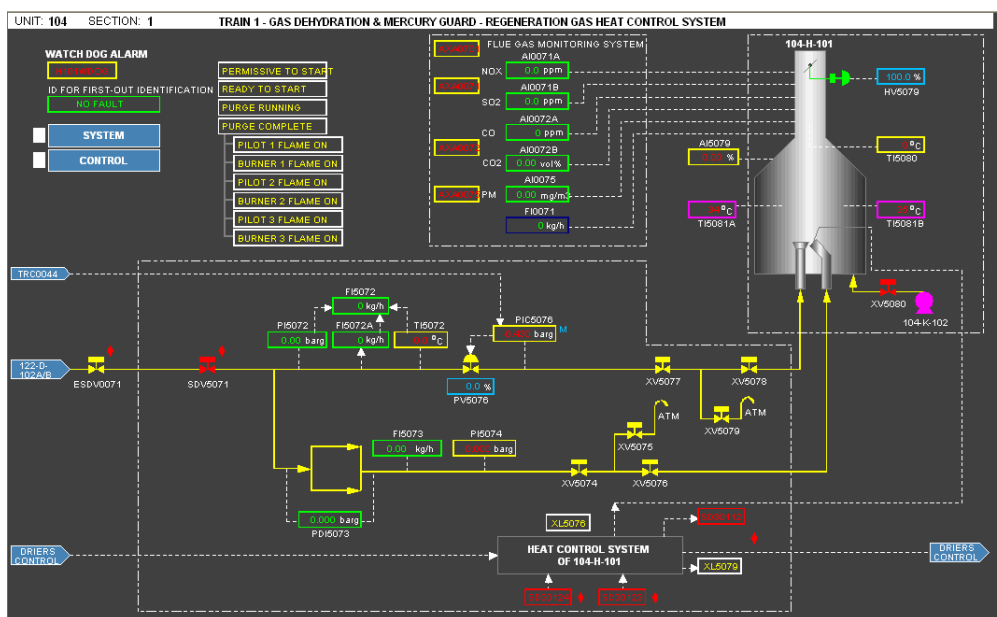 UNIT: 104 SECTION: 1 TRAIN 1 - GAS DEHYDRATION & MERCURY GUARD - REGENERATION GAS HEAT CONTROL SYSTEM
WATCH DOG ALARM
ID FOR FIRST-OUT IDENTIFICATION
NO FAULT
SYSTEM
CONTROL
PERMISSIVE TO START
READY TO START
PURGE RUNNING
PURGE COMPLETE
PILOT 1 FLAME ON
BURNER 1 FLAME ON
PILOT 2 FLAME ON
BURNER 2 FLAME ON
PILOT 3 FLAME ON
BURNER 3 FLAME ON
FLUE GAS MONITORING SYSTEM
AI0071A
NOX 0.0 ppm
AI0071B
SO2 0.0 ppm
AI0072A
CO 0 ppm
AI0072B
CO2 0.00 vol%
AI0075
PM 0.00 mg/m3
FI0071
0 kg/h
104-H-101
100.0 %
HV5079
AI5079
%
°C
TI5080
°C
TI5081A
°C
TI5081B
XV5080
104-K-102
TRC0044
FI5072
0 kg/h
PI5072
0.00 barg
FI5072A
0 kg/h
TI5072
°C
PIC5076
barg M
122-D-
102A/B
ESDV0071
SDV5071
0.0 %
PV5076
XV5077
XV5078
ATM
XV5079
ATM
XV5075
FI5073
0.00 kg/h
PI5074
barg
XV5074
XV5076
0.000 barg
PDI5073
XL5076
DRIERS
CONTROL
HEAT CONTROL SYSTEM
OF 104-H-101
XL5079
DRIERS
CONTROL